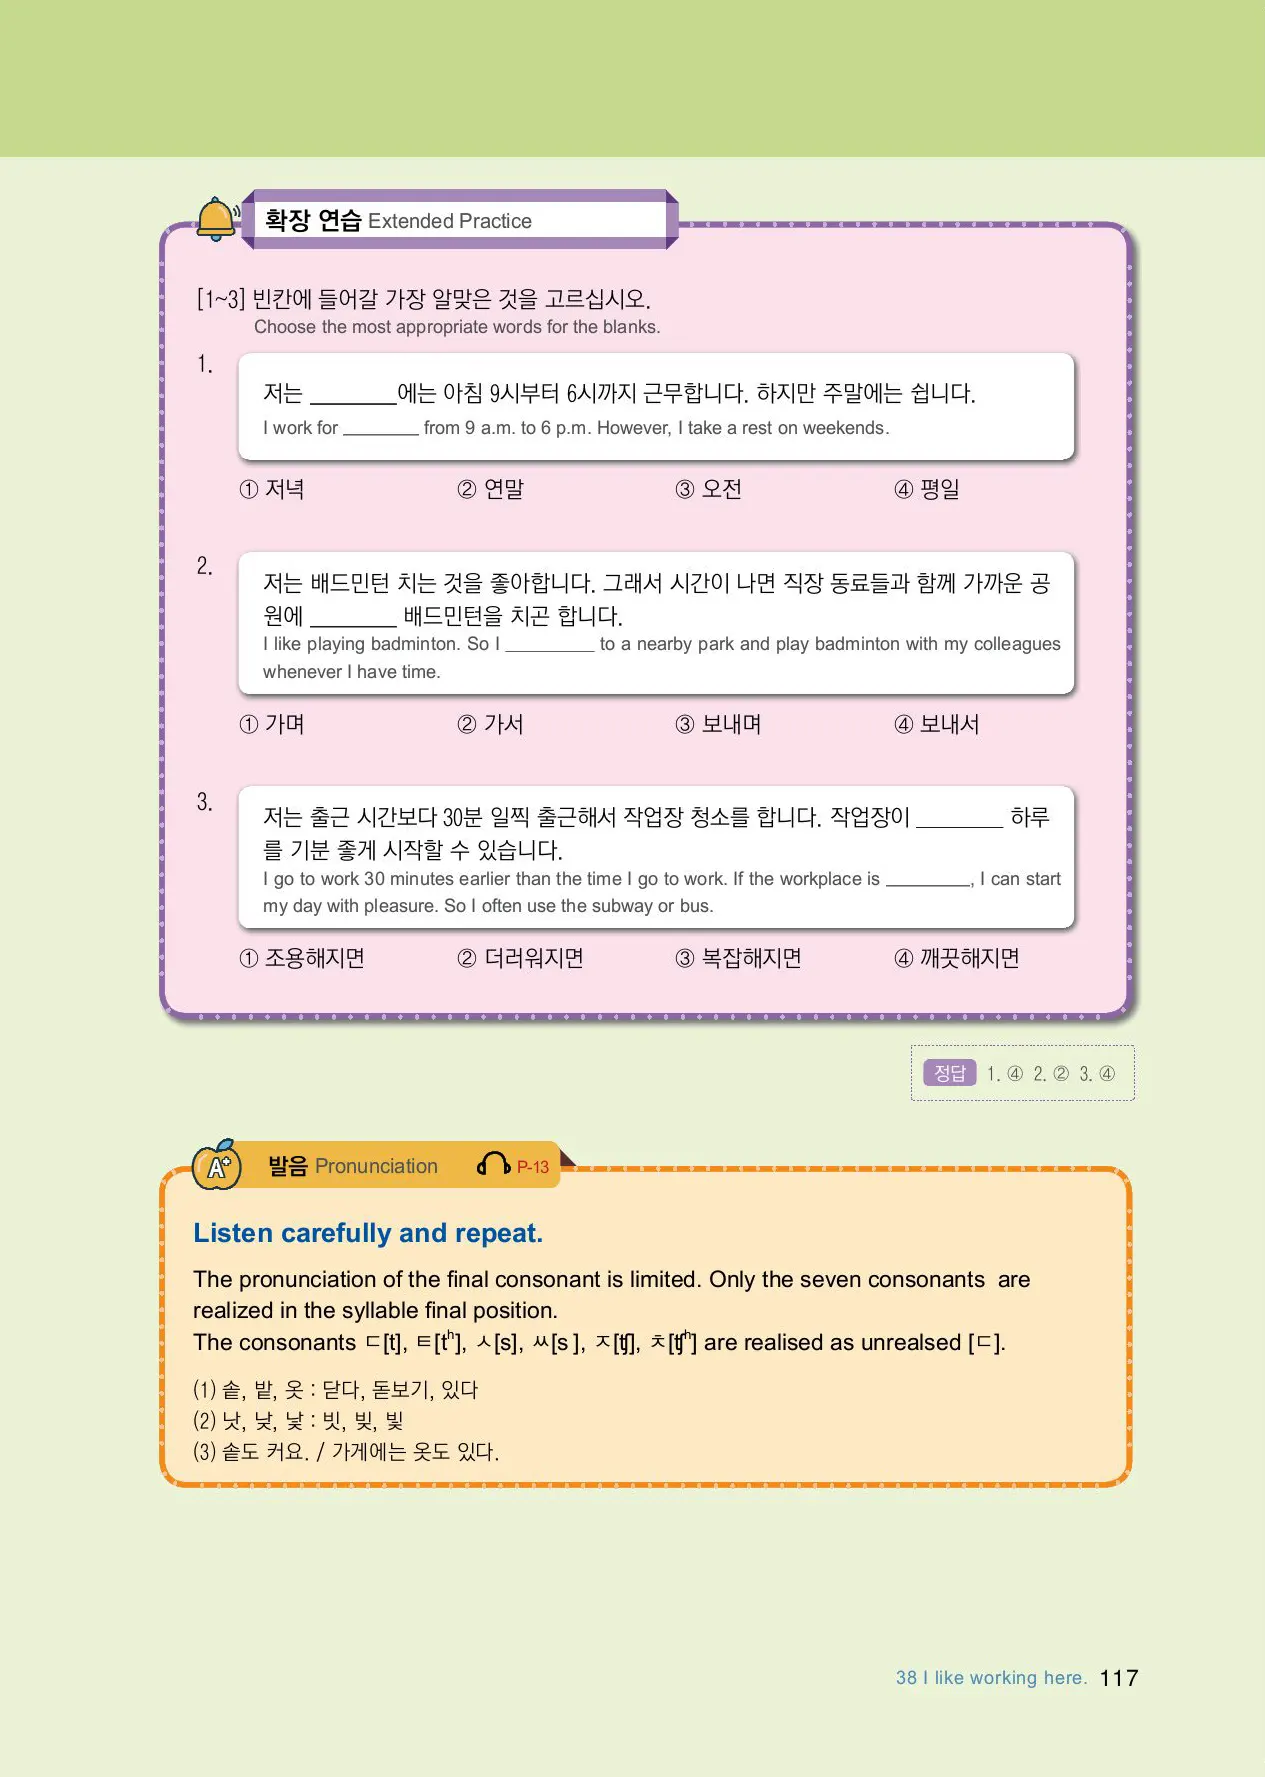 확장 연습 Extended Practice
[1~3] 빈칸에 들어갈 가장 알맞은 것을 고르십시오.
Choose the most appropriate words for the blanks.
1.
저는 ________에는 아침 9시부터 6시까지 근무합니다. 하지만 주말에는 쉽니다.
I work for ________ from 9 a.m. to 6 p.m. However, I take a rest on weekends.
① 저녁 ② 연말 ③ 오전 ④ 평일
2.
저는 배드민턴 치는 것을 좋아합니다. 그래서 시간이 나면 직장 동료들과 함께 가까운 공
원에 ________ 배드민턴을 치곤 합니다.
I like playing badminton. So I _________ to a nearby park and play badminton with my colleagues
whenever I have time.
① 가며 ② 가서 ③ 보내며 ④ 보내서
3.
저는 출근 시간보다 30분 일찍 출근해서 작업장 청소를 합니다. 작업장이 ________ 하루
를 기분 좋게 시작할 수 있습니다.
I go to work 30 minutes earlier than the time I go to work. If the workplace is ________, I can start
my day with pleasure. So I often use the subway or bus.
① 조용해지면 ② 더러워지면 ③ 복잡해지면 ④ 깨끗해지면
정답 1. ④ 2. ② 3. ④
A+ 발음 Pronunciation P-13
Listen carefully and repeat.
The pronunciation of the final consonant is limited. Only the seven consonants are
realized in the syllable final position.
The consonants ㄷ[t], ㅌ[tʰ], ㅅ[s], ㅆ[s ], ㅈ[ʧ], ㅊ[ʧʰ] are realised as unrealsed [ㄷ].
(1) 솥, 밭, 옷 : 닫다, 돋보기, 있다
(2) 낫, 낮, 낯 : 빗, 빚, 빛
(3) 솥도 커요. / 가게에는 옷도 있다.
38 I like working here. 117